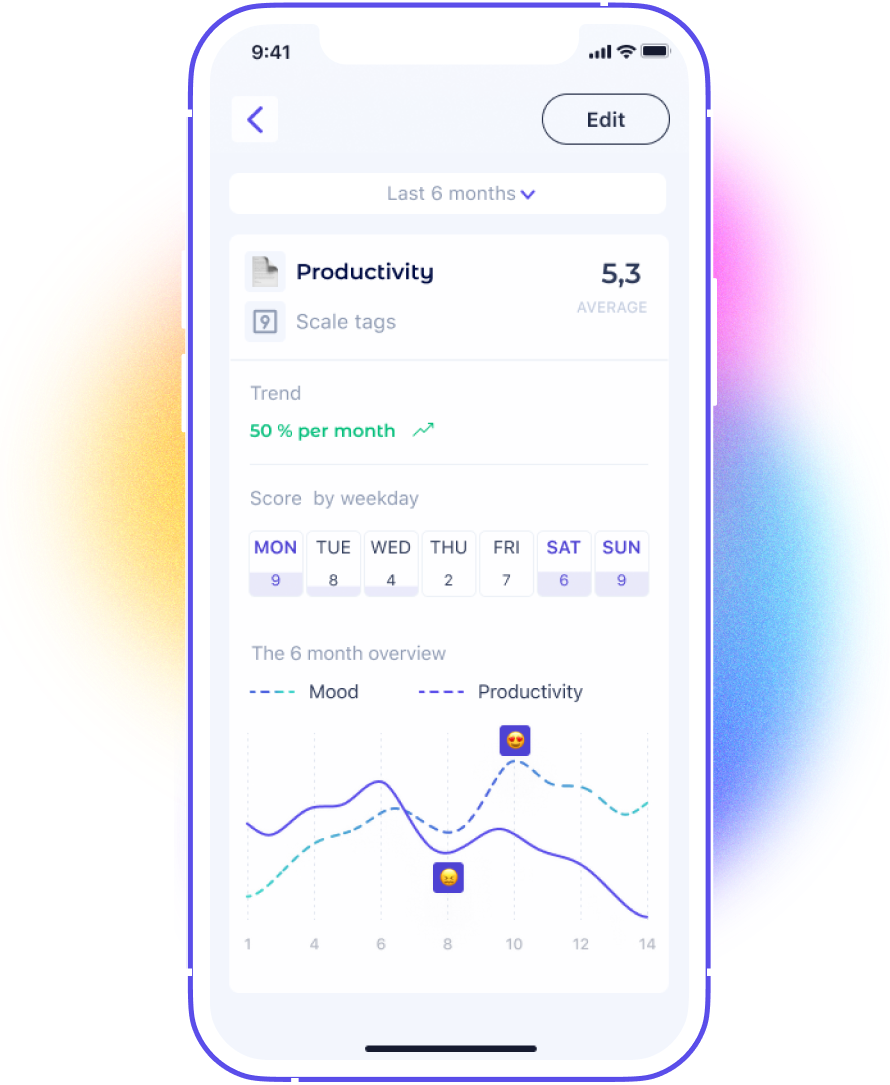 9:41
Edit
Last 6 months
Productivity
5,3
9
Scale tags
AVERAGE
Trend
50 % per month
Score by weekday
MON TUE WED THU FRI SAT SUN
9 8 4 2 7 6 9
The 6 month overview
Mood Productivity
1 4 6 8 10 12 14